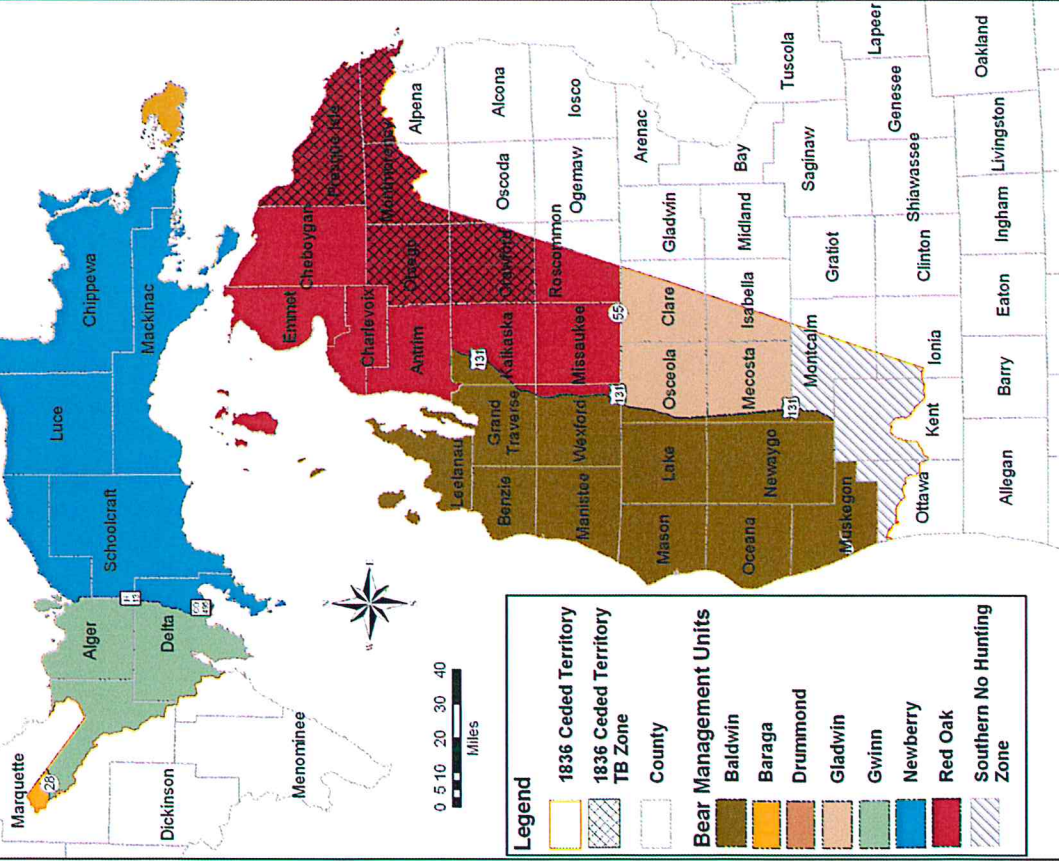 Marquette
28
Dickinson
Menominee
Alger
Delta
Schoolcraft
Luce
Chippewa
Mackinac
Emmet
Cheboygan
Presque Isle
Charlevoix
Antrim
Otsego
Montmorency
Alpena
Leelanau
131
Kalkaska
Crawford
Oscoda
Alcona
Benzie
Grand
Traverse
Manistee
Wexford
Missaukee
Roscommon
Ogemaw
Iosco
131
55
Mason
Lake
Osceola
Clare
Gladwin
Arenac
Oceana
Newaygo
Mecosta
Isabella
Midland
Bay
131
Muskegon
Montcalm
Gratiot
Saginaw
Tuscola
Ottawa
Kent
Ionia
Clinton
Shiawassee
Genesee
Lapeer
Allegan
Barry
Eaton
Ingham
Livingston
Oakland
0 5 10 20 30 40
Miles
Legend
1836 Ceded Territory
1836 Ceded Territory
TB Zone
County
Bear Management Units
Baldwin
Baraga
Drummond
Gladwin
Gwinn
Newberry
Red Oak
Southern No Hunting
Zone